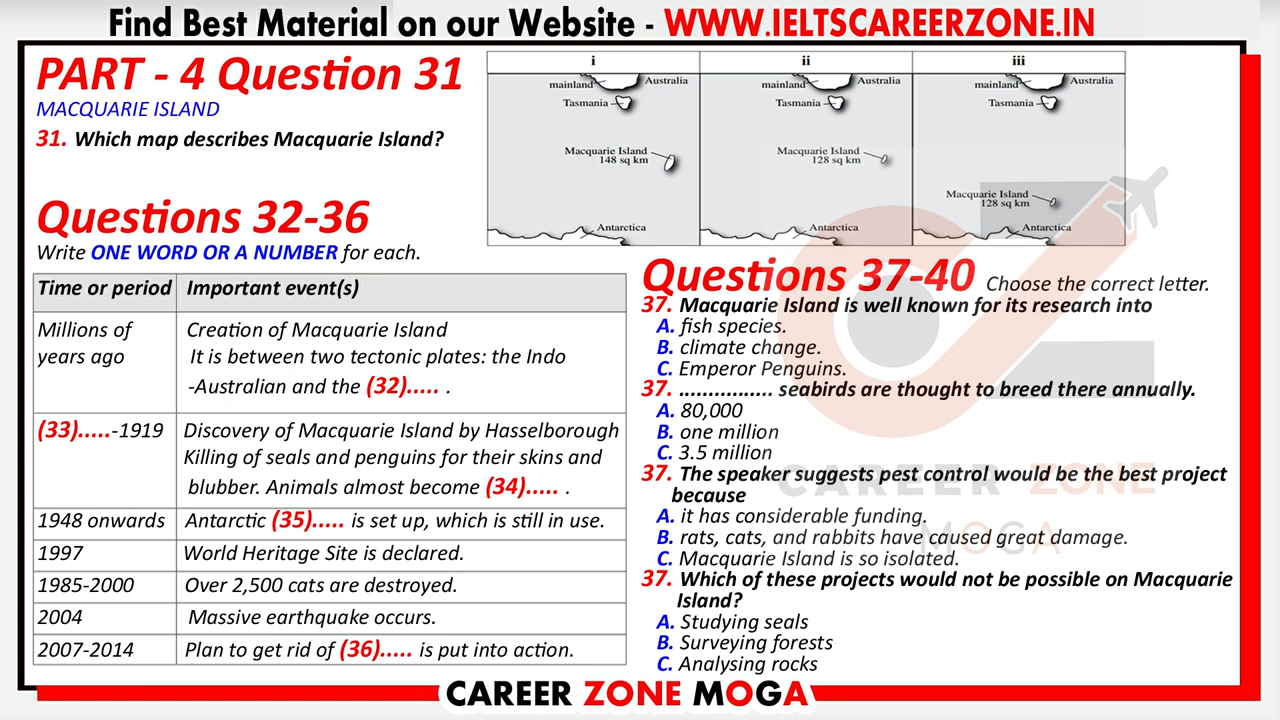 Find Best Material on our Website - WWW.IELTSCAREERZONE.IN
PART - 4 Question 31
MACQUARIE ISLAND
31. Which map describes Macquarie Island?
i
mainland
Australia
Tasmania
Macquarie Island
148 sq km
Antarctica
ii
mainland
Australia
Tasmania
Macquarie Island
128 sq km
Antarctica
iii
mainland
Australia
Tasmania
Macquarie Island
128 sq km
Antarctica
Questions 32-36
Write ONE WORD OR A NUMBER for each.
Time or period Important event(s)
Millions of Creation of Macquarie Island
years ago It is between two tectonic plates: the Indo
-Australian and the (32)..... .
(33).....-1919 Discovery of Macquarie Island by Hasselborough
Killing of seals and penguins for their skins and
blubber. Animals almost become (34)..... .
1948 onwards Antarctic (35)..... is set up, which is still in use.
1997 World Heritage Site is declared.
1985-2000 Over 2,500 cats are destroyed.
2004 Massive earthquake occurs.
2007-2014 Plan to get rid of (36)..... is put into action.
Questions 37-40 Choose the correct letter.
37. Macquarie Island is well known for its research into
A. fish species.
B. climate change.
C. Emperor Penguins.
37. ................ seabirds are thought to breed there annually.
A. 80,000
B. one million
C. 3.5 million
37. The speaker suggests pest control would be the best project
because
A. it has considerable funding.
B. rats, cats, and rabbits have caused great damage.
C. Macquarie Island is so isolated.
37. Which of these projects would not be possible on Macquarie
Island?
A. Studying seals
B. Surveying forests
C. Analysing rocks
CAREER ZONE
MOGA
CAREER ZONE MOGA